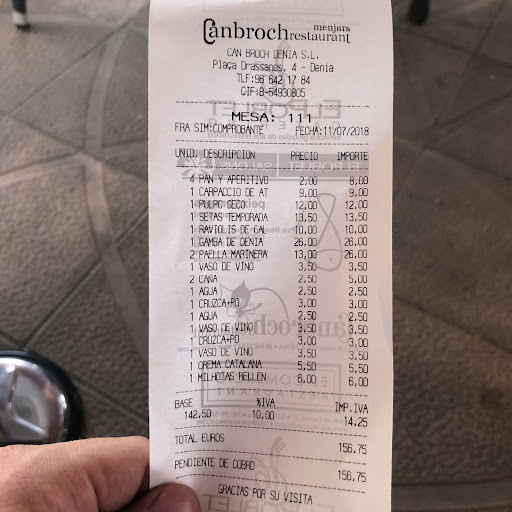 Canbroch menjars restaurant
CAN BROCH DENIA S.L.
Plaça Drassanes, 4 - Denia
TLF:96 642 17 84
CIF:B-54930805
MESA: 111
FRA SIM:COMPROBANTE FECHA:11/07/2018
UNID. DESCRIPCION PRECIO IMPORTE
4 PAN Y APERITIVO 2,00 8,00
1 CARPACCIO DE AT 9,00 9,00
1 PULPO SECO 12,00 12,00
1 SETAS TEMPORADA 13,50 13,50
1 RAVIOLIS DE CAL 10,00 10,00
1 GAMBA DE DENIA 26,00 26,00
2 PAELLA MARINERA 13,00 26,00
1 VASO DE VINO 3,50 3,50
2 CAÑA 2,50 5,00
1 AGUA 2,50 2,50
1 CRUZCA+PO 3,00 3,00
1 AGUA 2,50 2,50
1 VASO DE VINO 3,50 3,50
1 CRUZCA+PO 3,00 3,00
1 VASO DE VINO 3,50 3,50
1 CREMA CATALANA 5,50 5,50
1 MILHOJAS RELLEN 6,00 6,00
BASE %IVA IMP.IVA
142,50 10,00 14,25
TOTAL EUROS 156,75
PENDIENTE DE COBRO 156,75
GRACIAS POR SU VISITA